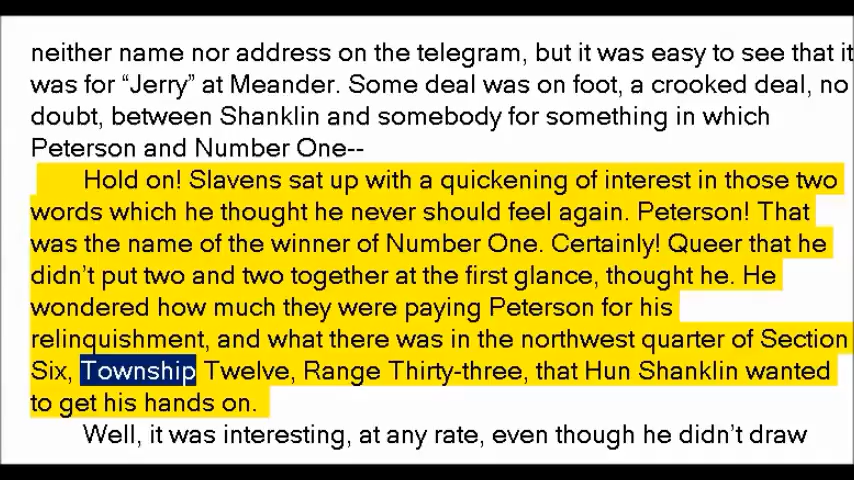 neither name nor address on the telegram, but it was easy to see that it
was for “Jerry” at Meander. Some deal was on foot, a crooked deal, no
doubt, between Shanklin and somebody for something in which
Peterson and Number One--
Hold on! Slavens sat up with a quickening of interest in those two
words which he thought he never should feel again. Peterson! That
was the name of the winner of Number One. Certainly! Queer that he
didn’t put two and two together at the first glance, thought he. He
wondered how much they were paying Peterson for his
relinquishment, and what there was in the northwest quarter of Section
Six, Township Twelve, Range Thirty-three, that Hun Shanklin wanted
to get his hands on.
Well, it was interesting, at any rate, even though he didn’t draw